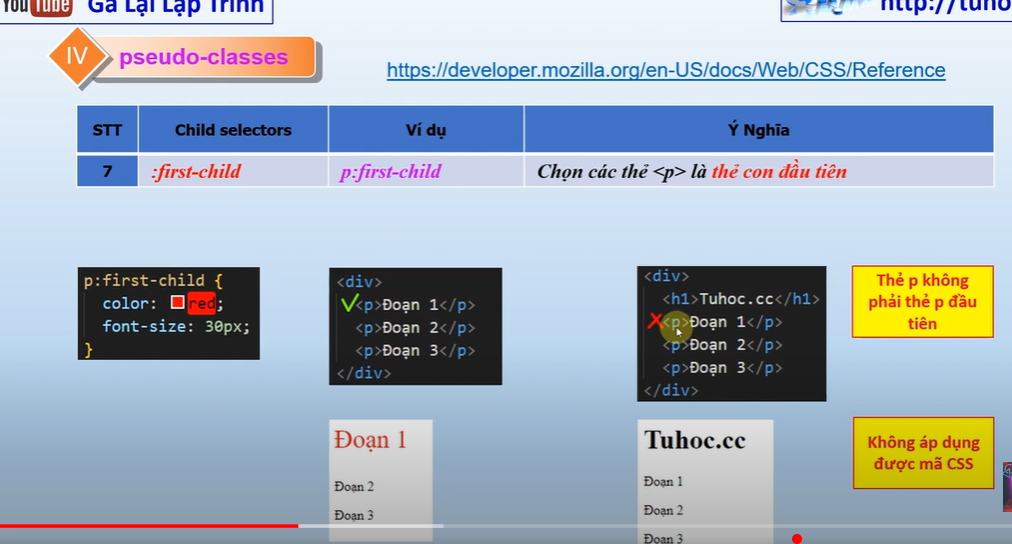 You Tube Gà Lại Lập Trình
http://tuho
IV pseudo-classes
https://developer.mozilla.org/en-US/docs/Web/CSS/Reference
STT Child selectors Ví dụ Ý Nghĩa
7 :first-child p:first-child Chọn các thẻ <p> là thẻ con đầu tiên
p:first-child {
color: red;
font-size: 30px;
}
<div>
<p>Đoạn 1</p>
<p>Đoạn 2</p>
<p>Đoạn 3</p>
</div>
<div>
<h1>Tuhoc.cc</h1>
<p>Đoạn 1</p>
<p>Đoạn 2</p>
<p>Đoạn 3</p>
</div>
Thẻ p không
phải thẻ p đầu
tiên
Đoạn 1
Đoạn 2
Đoạn 3
Tuhoc.cc
Đoạn 1
Đoạn 2
Đoạn 3
Không áp dụng
được mã CSS